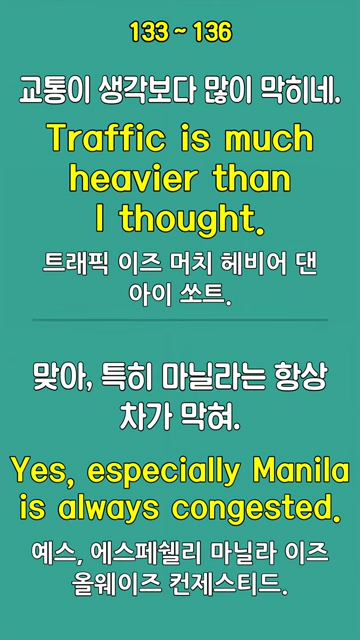 133 ~ 136
교통이 생각보다 많이 막히네.
Traffic is much
heavier than
I thought.
트래픽 이즈 머치 헤비어 댄
아이 쏘트.
맞아, 특히 마닐라는 항상
차가 막혀.
Yes, especially Manila
is always congested.
예스, 에스페쉘리 마닐라 이즈
올웨이즈 컨제스티드.